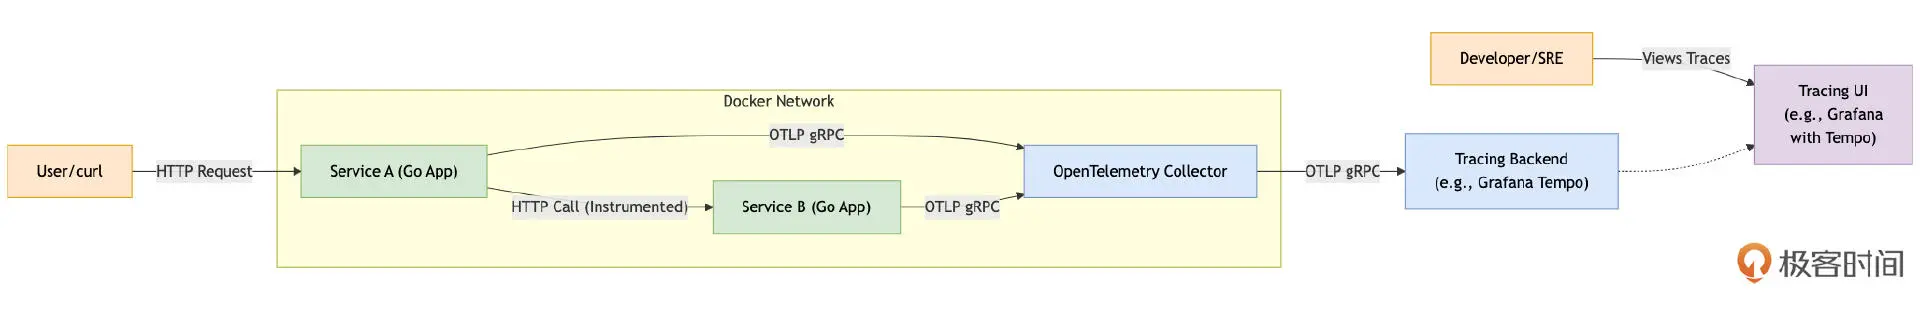 User/curl
HTTP Request
Docker Network
Service A (Go App)
OTLP gRPC
HTTP Call (Instrumented)
Service B (Go App)
OTLP gRPC
OpenTelemetry Collector
OTLP gRPC
Developer/SRE
Views Traces
Tracing Backend
(e.g., Grafana Tempo)
Tracing UI
(e.g., Grafana
with Tempo)
极客时间